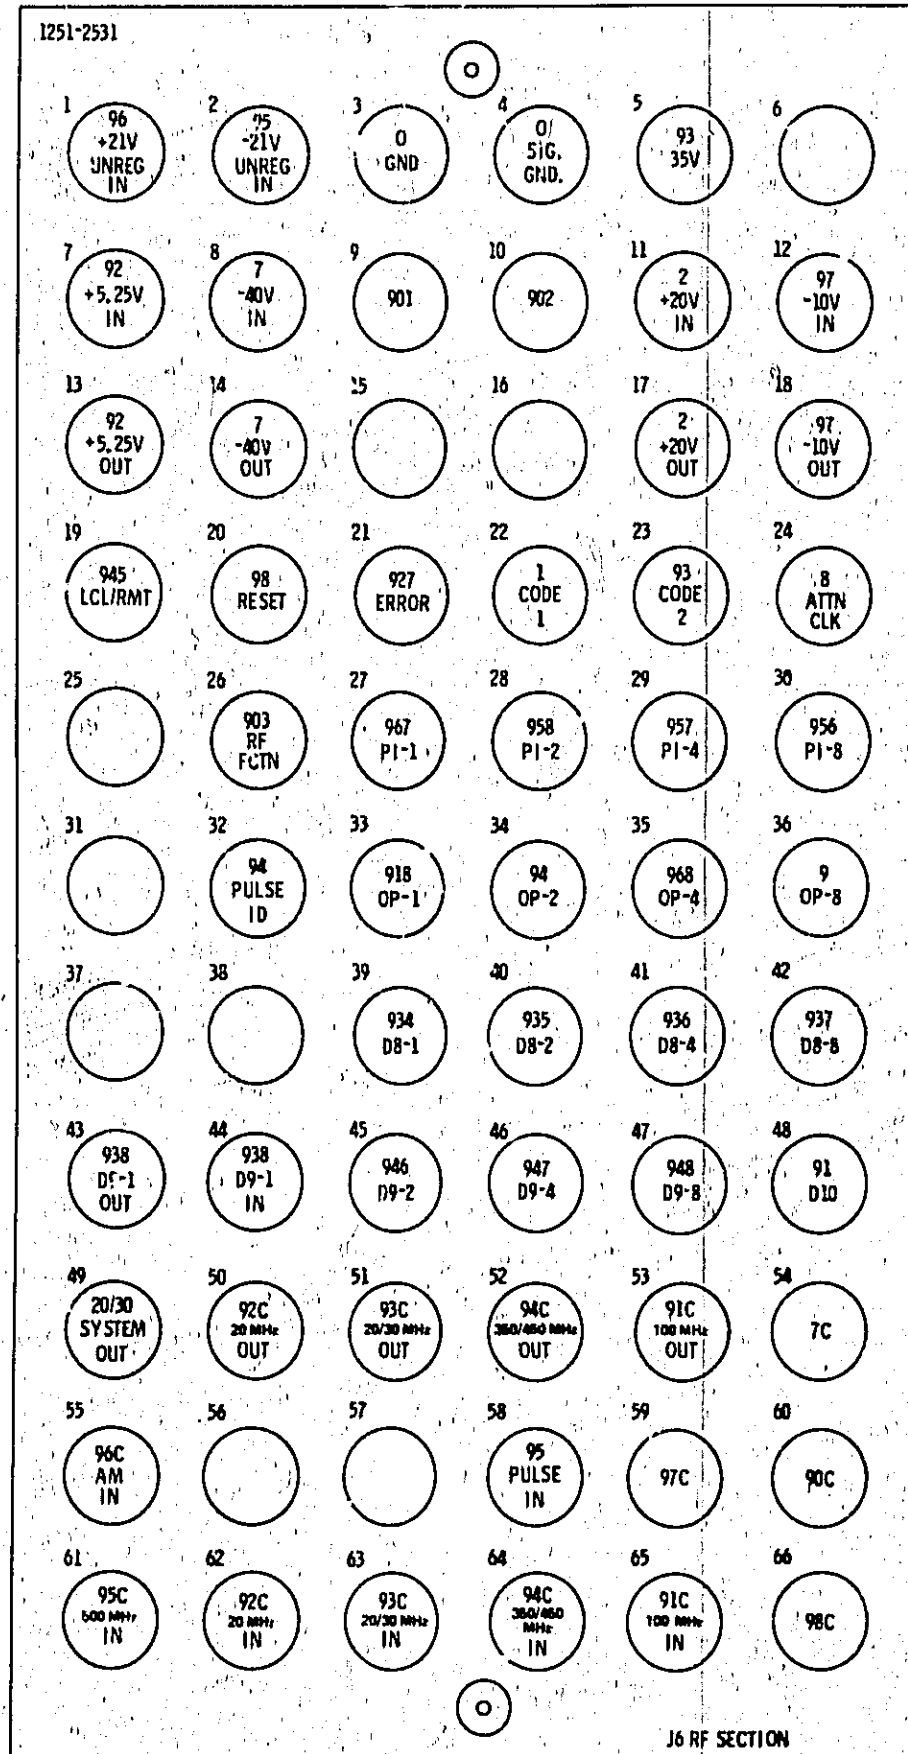 1251-2531
1 2 3 4 5 6
96 +21V UNREG IN
95 -21V UNREG IN
0 GND
0 SIG. GND.
93 35V
7 8 9 10 11 12
92 +5.25V IN
7 -40V IN
901
902
2 +20V IN
97 -10V IN
13 14 15 16 17 18
92 +5.25V OUT
7 -40V OUT
2 +20V OUT
97 -10V OUT
19 20 21 22 23 24
945 LCL/RMT
98 RESET
927 ERROR
1 CODE 1
93 CODE 2
8 ATTN CLK
25 26 27 28 29 30
903 RF FCTN
967 PI-1
958 PI-2
957 PI-4
956 PI-8
31 32 33 34 35 36
94 PULSE ID
918 OP-1
94 OP-2
968 OP-4
9 OP-8
37 38 39 40 41 42
934 D8-1
935 D8-2
936 D8-4
937 D8-8
43 44 45 46 47 48
938 D9-1 OUT
938 D9-1 IN
946 D9-2
947 D9-4
948 D9-8
91 D10
49 50 51 52 53 54
20/30 SYSTEM OUT
92C 20 MHz OUT
93C 20/30 MHz OUT
94C 360/460 MHz OUT
91C 100 MHz OUT
7C
55 56 57 58 59 60
96C AM IN
95 PULSE IN
97C
90C
61 62 63 64 65 66
95C 500 MHz IN
92C 20 MHz IN
93C 20/30 MHz IN
94C 360/460 MHz IN
91C 100 MHz IN
98C
J6 RF SECTION